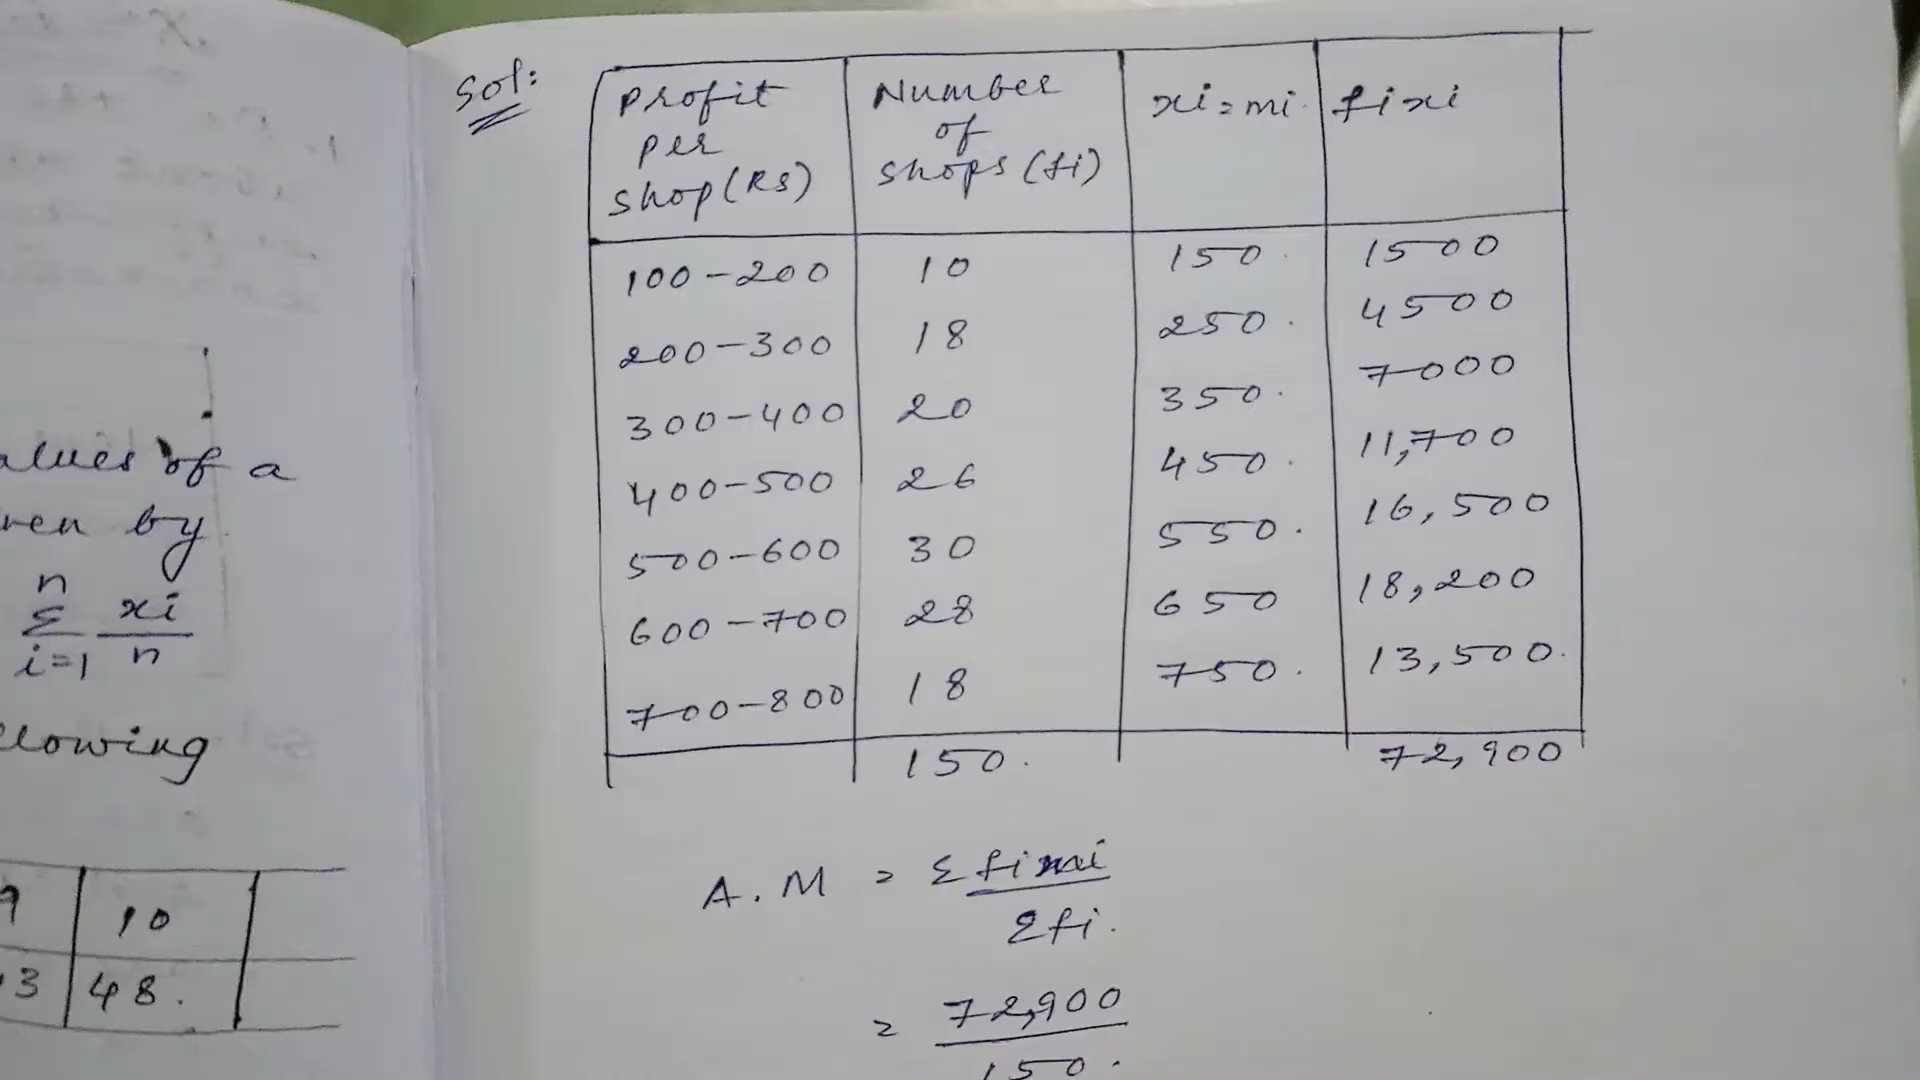 alues of a
ven by
n
Σ xi
i=1 n
llowing
9 10
13 48.
Sol:
Profit per shop (Rs) Number of shops (fi) xi = mi. fixi
100-200 10 150. 1500
200-300 18 250. 4500
300-400 20 350. 7000
400-500 26 450. 11,700
500-600 30 550. 16,500
600-700 28 650 18,200
700-800 18 750. 13,500.
150. 72,900
A.M = Σ fimi
Σfi.
= 72,900
150.